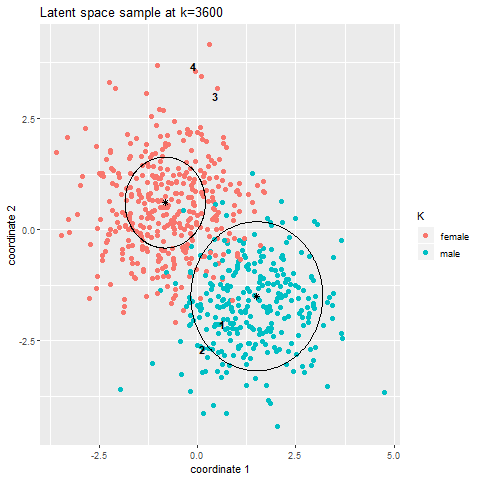 Latent space sample at k=3600
4
3
1
2
2.5
0.0
-2.5
coordinate 2
-2.5
0.0
2.5
5.0
coordinate 1
K
female
male